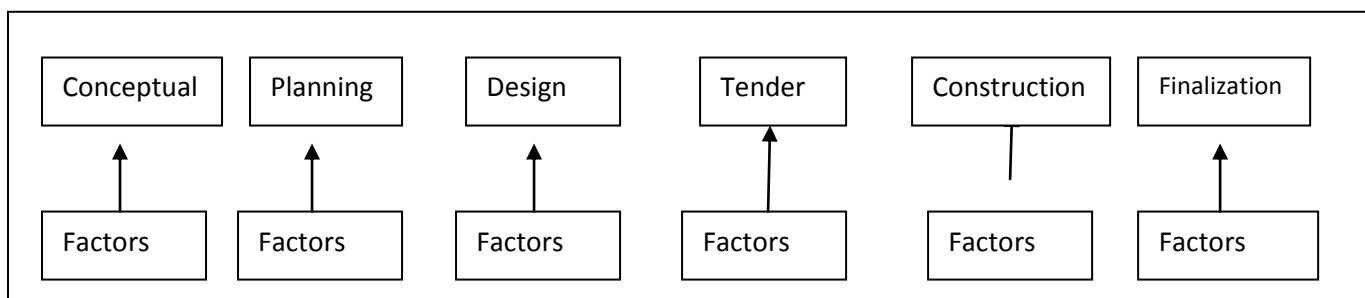 Conceptual Planning Design Tender Construction Finalization
Factors Factors Factors Factors Factors Factors